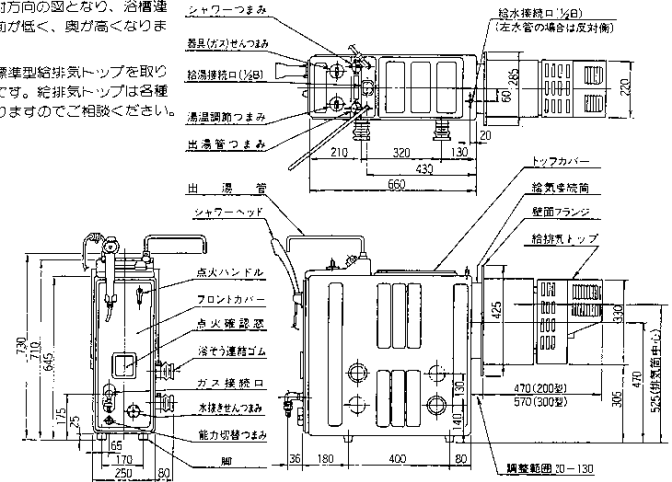 対方向の図となり、浴槽連
前が低く、奥が高くなりま
標準型給排気トップを取り
です。給排気トップは各種
りますのでご相談ください。
シャワーつまみ
器具(ガス)せんつまみ
給湯接続口(½B)
湯温調節つまみ
出湯管つまみ
給水接続口(½B)
(左水管の場合は反対側)
285
60
220
20
210
320
130
430
660
出湯管
シャワーヘッド
トップカバー
給気接続筒
壁面フランジ
給排気トップ
点火ハンドル
フロントカバー
点火確認窓
浴そう連結ゴム
ガス接続口
水抜きせんつまみ
能力切替つまみ
脚
730
710
645
175
25
65
170
250
80
425
330
470
525(排気筒中心)
306
130
140
470(200型)
570(300型)
36
180
400
80
調整範囲20-130